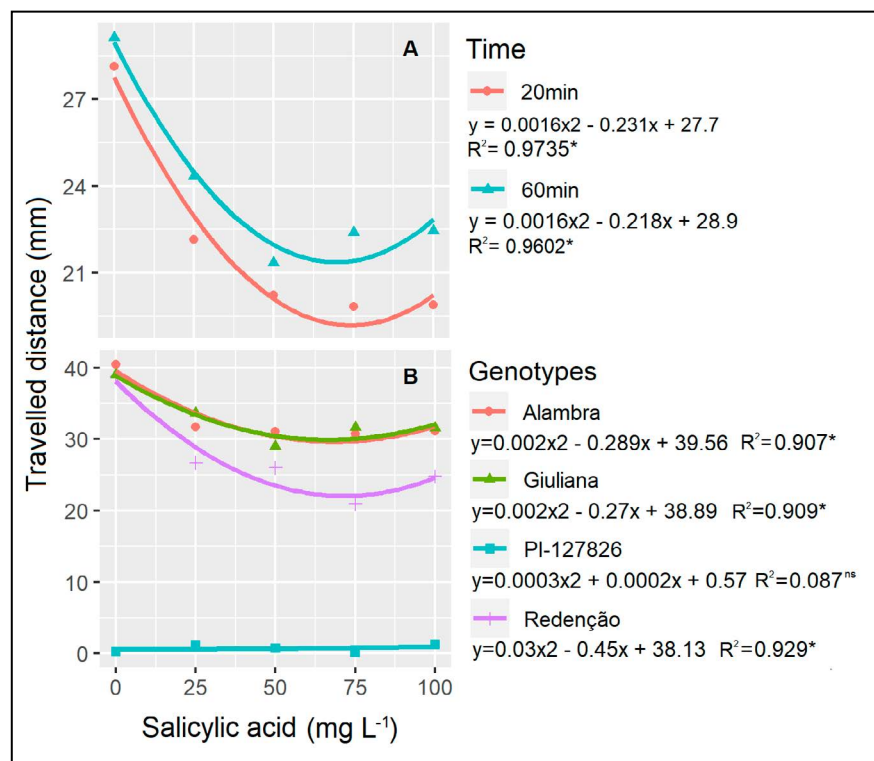 A
27
24
21
Time
20min
y = 0.0016x2 - 0.231x + 27.7
R²= 0.9735*
60min
y = 0.0016x2 - 0.218x + 28.9
R²= 0.9602*
Travelled distance (mm)
B
40
30
20
10
0
0 25 50 75 100
Salicylic acid (mg L⁻¹)
Genotypes
Alambra
y=0.002x2 - 0.289x + 39.56 R²=0.907*
Giuliana
y=0.002x2 - 0.27x + 38.89 R²=0.909*
PI-127826
y=0.0003x2 + 0.0002x + 0.57 R²=0.087ⁿˢ
Redenção
y=0.03x2 - 0.45x + 38.13 R²=0.929*